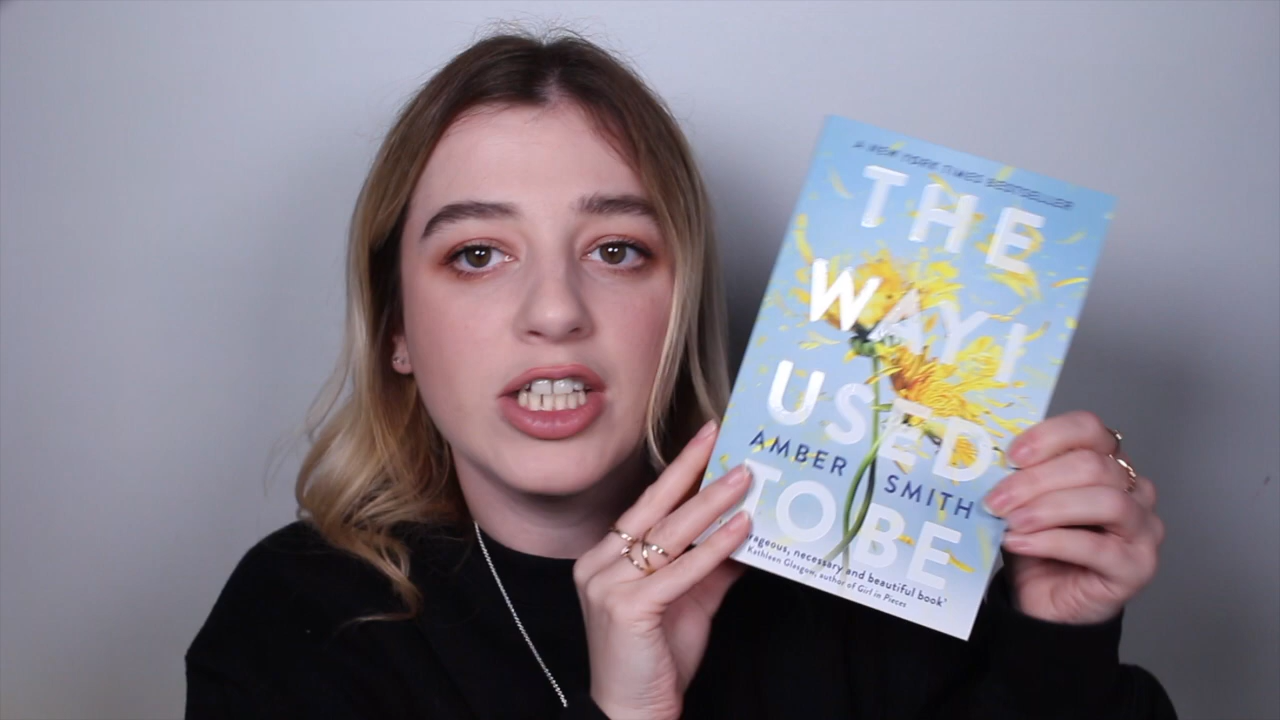 A NEW YORK TIMES BESTSELLER
THE
WAY I
USED
AMBER SMITH
TO BE
necessary and beautiful book'
Kathleen Glasgow, author of Girl in Pieces